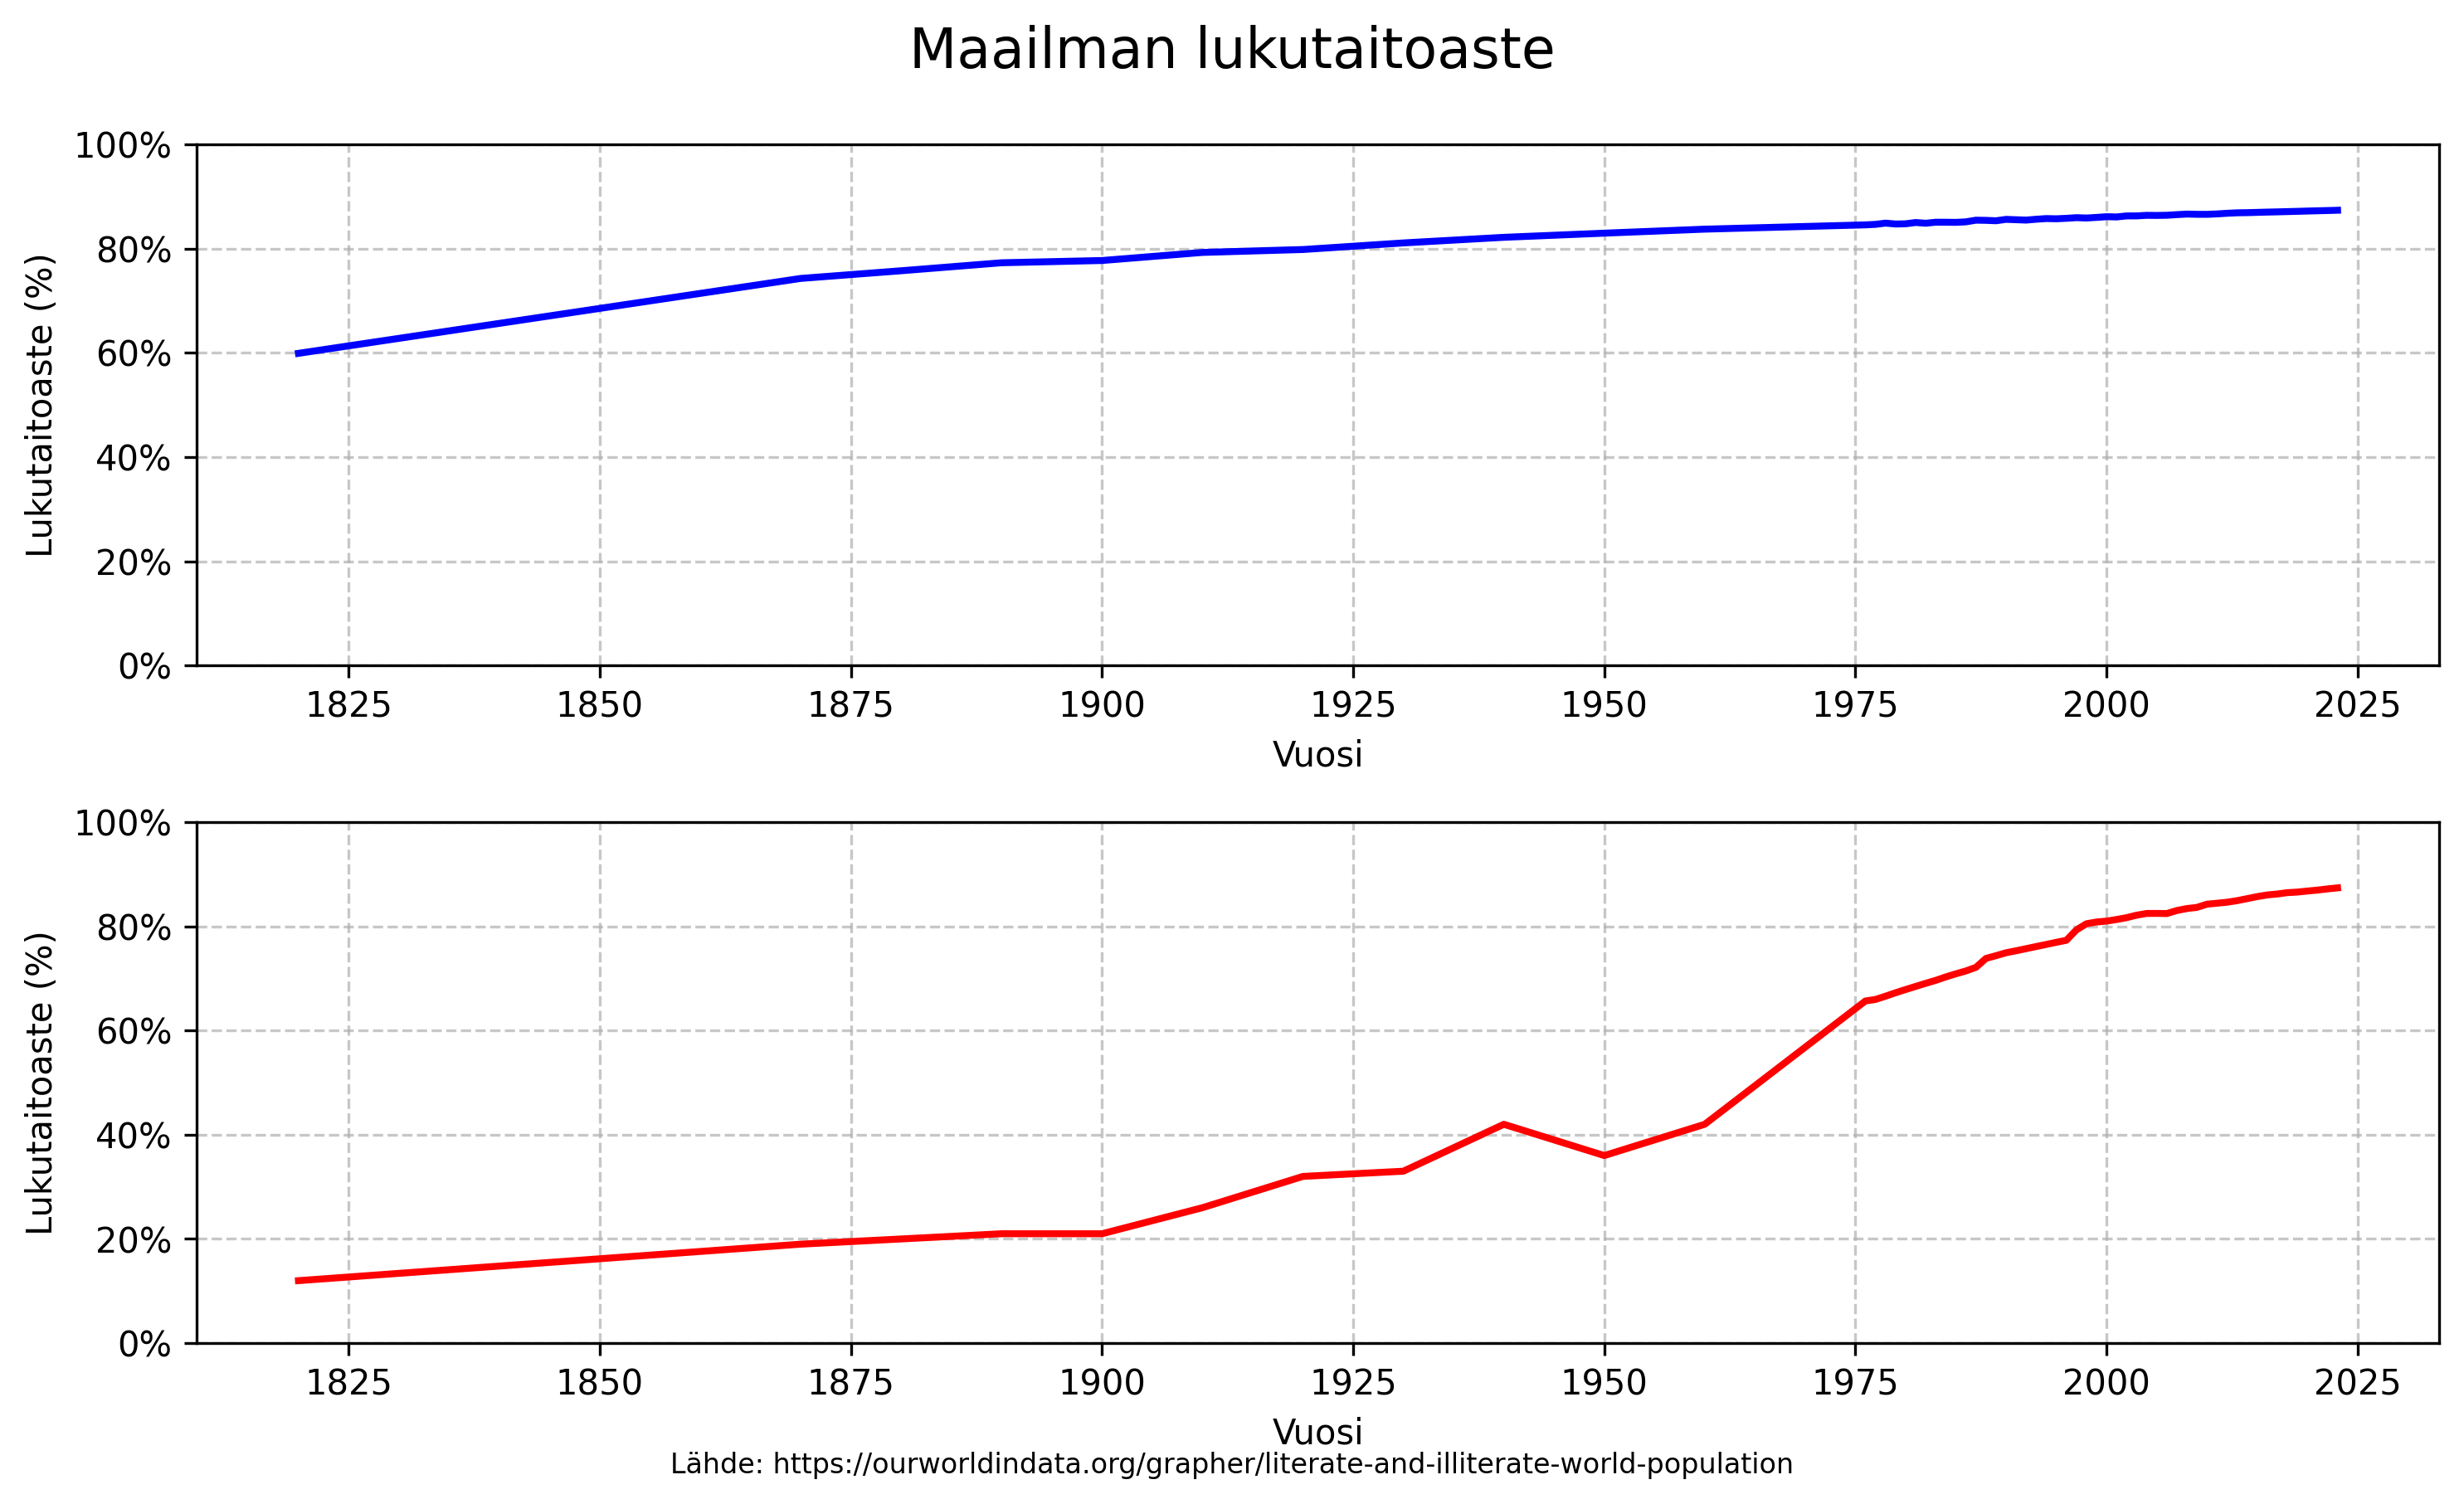 Maailman lukutaitoaste
100%
80%
60%
40%
20%
0%
Lukutaitoaste (%)
1825 1850 1875 1900 1925 1950 1975 2000 2025
Vuosi
100%
80%
60%
40%
20%
0%
Lukutaitoaste (%)
1825 1850 1875 1900 1925 1950 1975 2000 2025
Vuosi
Lähde: https://ourworldindata.org/grapher/literate-and-illiterate-world-population